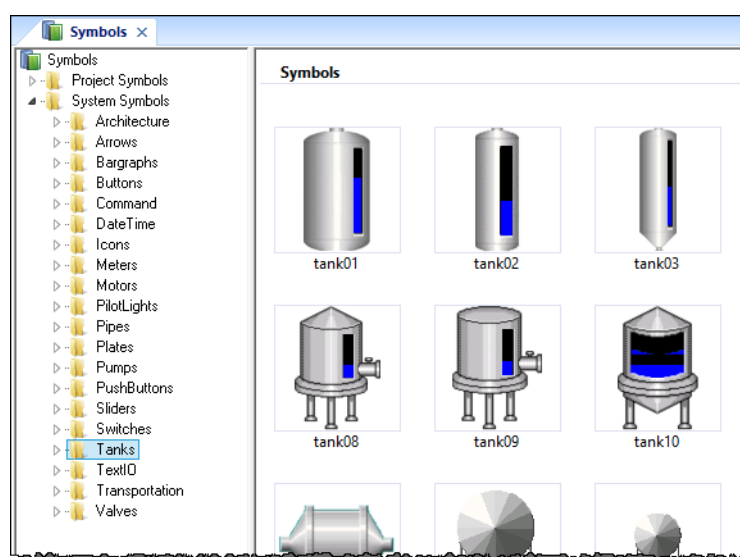 Symbols
Symbols
Project Symbols
System Symbols
Architecture
Arrows
Bargraphs
Buttons
Command
DateTime
Icons
Meters
Motors
PilotLights
Pipes
Plates
Pumps
PushButtons
Sliders
Switches
Tanks
TextIO
Transportation
Valves
Symbols
tank01 tank02 tank03
tank08 tank09 tank10